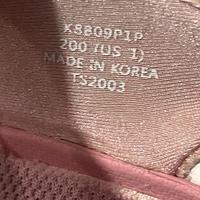 K8809P1P
200 (US 1)
MADE IN KOREA
TS2003